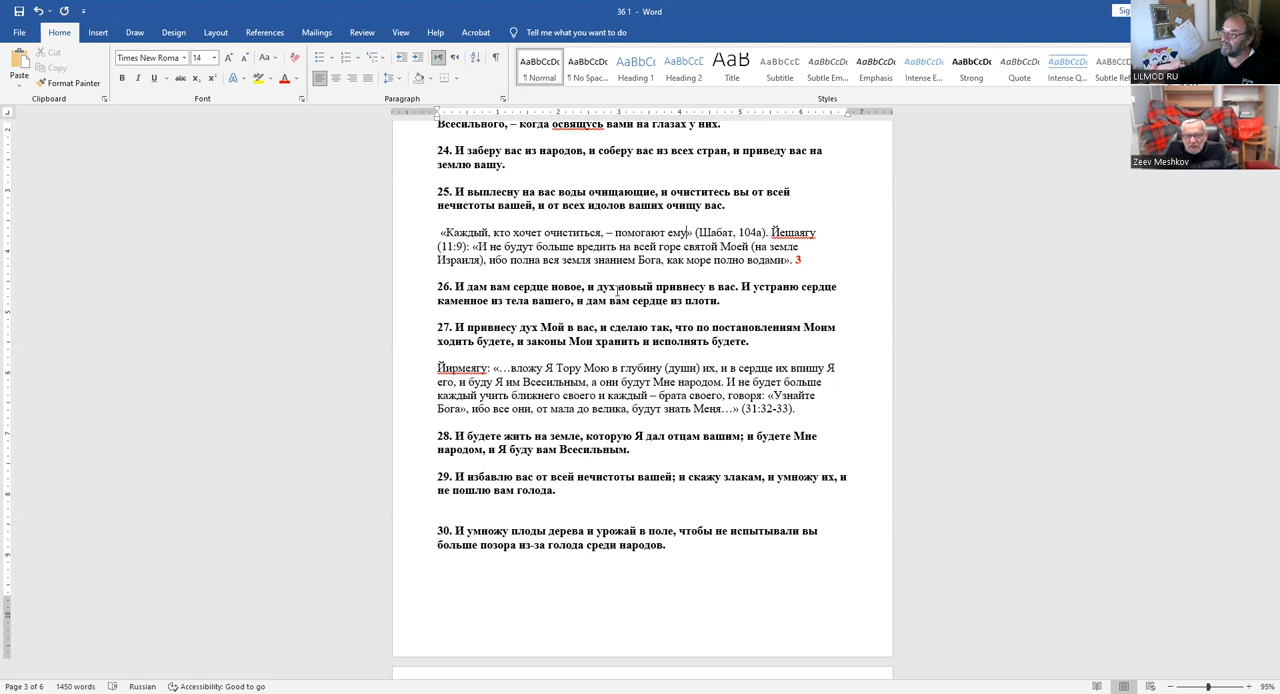 36 1 - Word
Sig
File Home Insert Draw Design Layout References Mailings Review View Help Acrobat Tell me what you want to do
Cut
Copy
Paste
Format Painter
Times New Roma 14
Clipboard Font Paragraph Styles
AaBbCcDc AaBbCcDc AaBbCc AaBbCcC AaB AaBbCcC AaBbCcDc AaBbCcDc AaBbCcDc AaBbCcDc AaBbCcDc AaBbCcDc AABBCC
¶ Normal ¶ No Spac... Heading 1 Heading 2 Title Subtitle Subtle Em... Emphasis Intense E... Strong Quote Intense Q... Subtle Ref
LILMOD RU
Zeev Meshkov
Всесильного, – когда освящусь вами на глазах у них.
24. И заберу вас из народов, и соберу вас из всех стран, и приведу вас на
землю вашу.
25. И выплесну на вас воды очищающие, и очиститесь вы от всей
нечистоты вашей, и от всех идолов ваших очищу вас.
«Каждый, кто хочет очиститься, – помогают ему» (Шабат, 104а). Йешаягу
(11:9): «И не будут больше вредить на всей горе святой Моей (на земле
Израиля), ибо полна вся земля знанием Бога, как море полно водами». 3
26. И дам вам сердце новое, и дух новый привнесу в вас. И устраню сердце
каменное из тела вашего, и дам вам сердце из плоти.
27. И привнесу дух Мой в вас, и сделаю так, что по постановлениям Моим
ходить будете, и законы Мои хранить и исполнять будете.
Йирмеягу: «…вложу Я Тору Мою в глубину (души) их, и в сердце их впишу Я
его, и буду Я им Всесильным, а они будут Мне народом. И не будет больше
каждый учить ближнего своего и каждый – брата своего, говоря: «Узнайте
Бога», ибо все они, от мала до велика, будут знать Меня…» (31:32-33).
28. И будете жить на земле, которую Я дал отцам вашим; и будете Мне
народом, и Я буду вам Всесильным.
29. И избавлю вас от всей нечистоты вашей; и скажу злакам, и умножу их, и
не пошлю вам голода.
30. И умножу плоды дерева и урожай в поле, чтобы не испытывали вы
больше позора из-за голода среди народов.
Page 3 of 6 1450 words Russian Accessibility: Good to go 95%